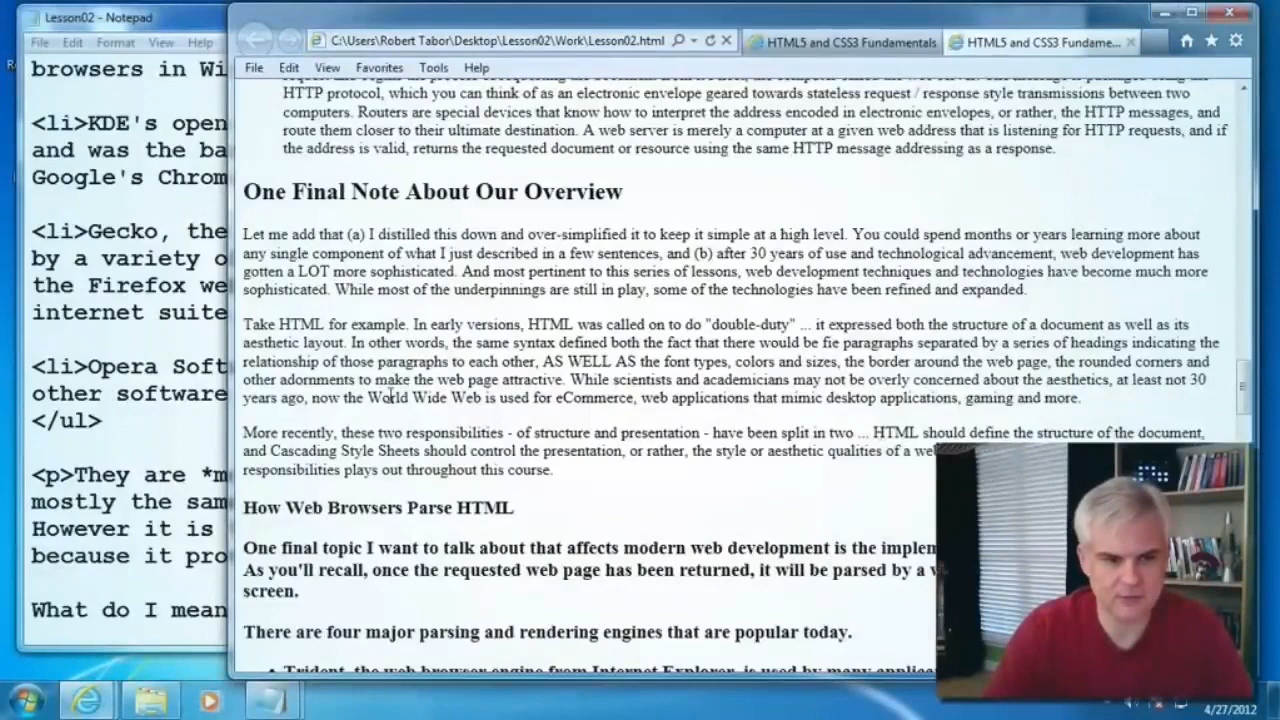 Lesson02 - Notepad
File Edit Format View Help
browsers in Wi
<li>KDE's open
and was the ba
Google's Chrom
<li>Gecko, the
by a variety o
the Firefox we
internet suite
<li>Opera Soft
other software
</ul>
<p>They are *m
mostly the sam
However it is
because it pro
What do I mean
C:\Users\Robert Tabor\Desktop\Lesson02\Work\Lesson02.html
HTML5 and CSS3 Fundamentals
HTML5 and CSS3 Fundame...
File Edit View Favorites Tools Help
HTTP protocol, which you can think of as an electronic envelope geared towards stateless request / response style transmissions between two
computers. Routers are special devices that know how to interpret the address encoded in electronic envelopes, or rather, the HTTP messages, and
route them closer to their ultimate destination. A web server is merely a computer at a given web address that is listening for HTTP requests, and if
the address is valid, returns the requested document or resource using the same HTTP message addressing as a response.
One Final Note About Our Overview
Let me add that (a) I distilled this down and over-simplified it to keep it simple at a high level. You could spend months or years learning more about
any single component of what I just described in a few sentences, and (b) after 30 years of use and technological advancement, web development has
gotten a LOT more sophisticated. And most pertinent to this series of lessons, web development techniques and technologies have become much more
sophisticated. While most of the underpinnings are still in play, some of the technologies have been refined and expanded.
Take HTML for example. In early versions, HTML was called on to do "double-duty" ... it expressed both the structure of a document as well as its
aesthetic layout. In other words, the same syntax defined both the fact that there would be fie paragraphs separated by a series of headings indicating the
relationship of those paragraphs to each other, AS WELL AS the font types, colors and sizes, the border around the web page, the rounded corners and
other adornments to make the web page attractive. While scientists and academicians may not be overly concerned about the aesthetics, at least not 30
years ago, now the World Wide Web is used for eCommerce, web applications that mimic desktop applications, gaming and more.
More recently, these two responsibilities - of structure and presentation - have been split in two ... HTML should define the structure of the document,
and Cascading Style Sheets should control the presentation, or rather, the style or aesthetic qualities of a we
responsibilities plays out throughout this course.
How Web Browsers Parse HTML
One final topic I want to talk about that affects modern web development is the implem
As you'll recall, once the requested web page has been returned, it will be parsed by a
screen.
There are four major parsing and rendering engines that are popular today.
Trident, the web browser engine from Internet Explorer, is used by many applic
4/27/2012